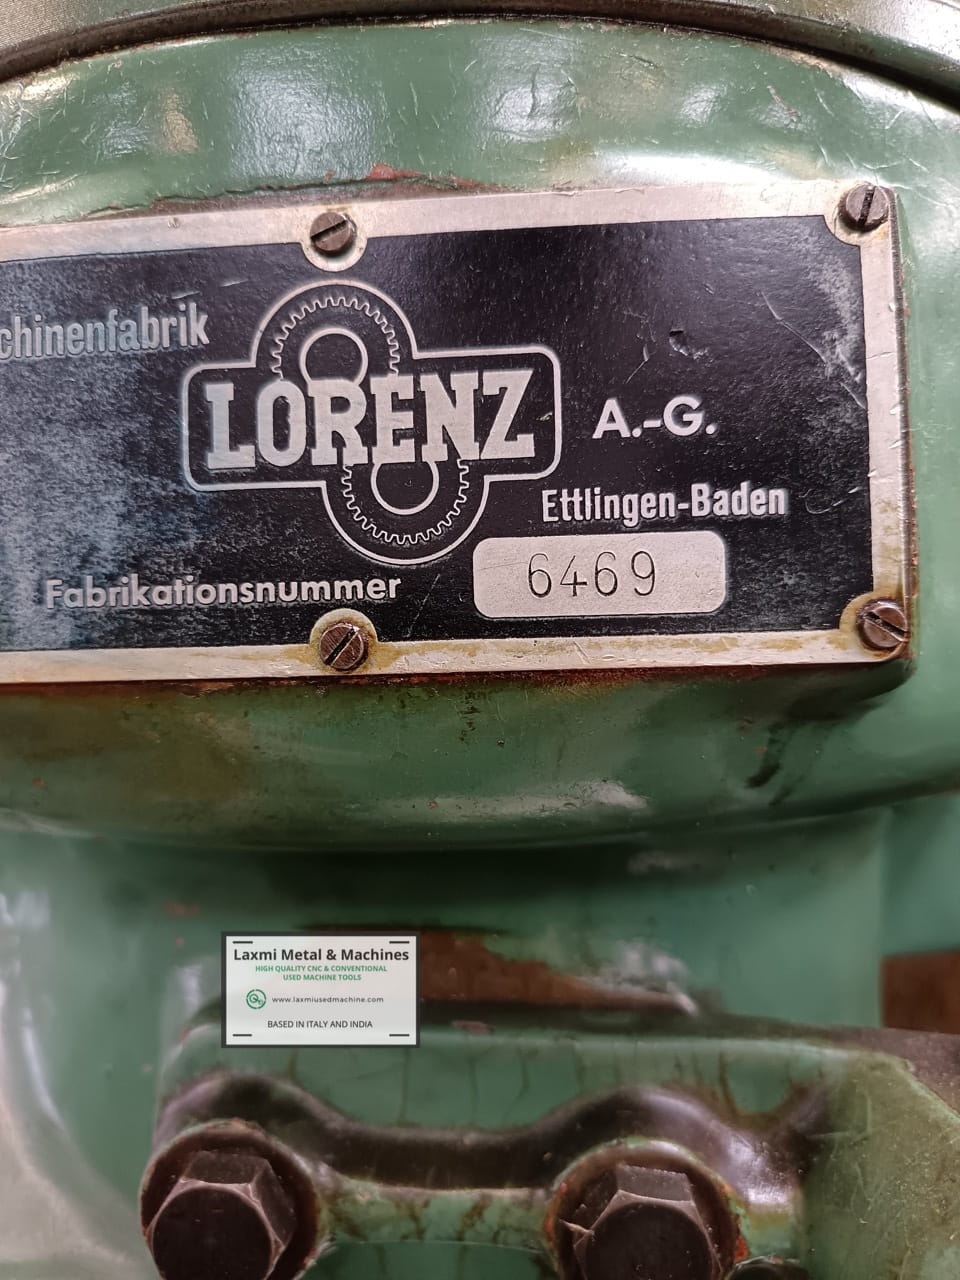 chinenfabrik
LORENZ
A.-G.
Ettlingen-Baden
Fabrikationsnummer
6469
Laxmi Metal & Machines
HIGH QUALITY CNC & CONVENTIONAL
USED MACHINE TOOLS
www.laxmiusedmachine.com
BASED IN ITALY AND INDIA